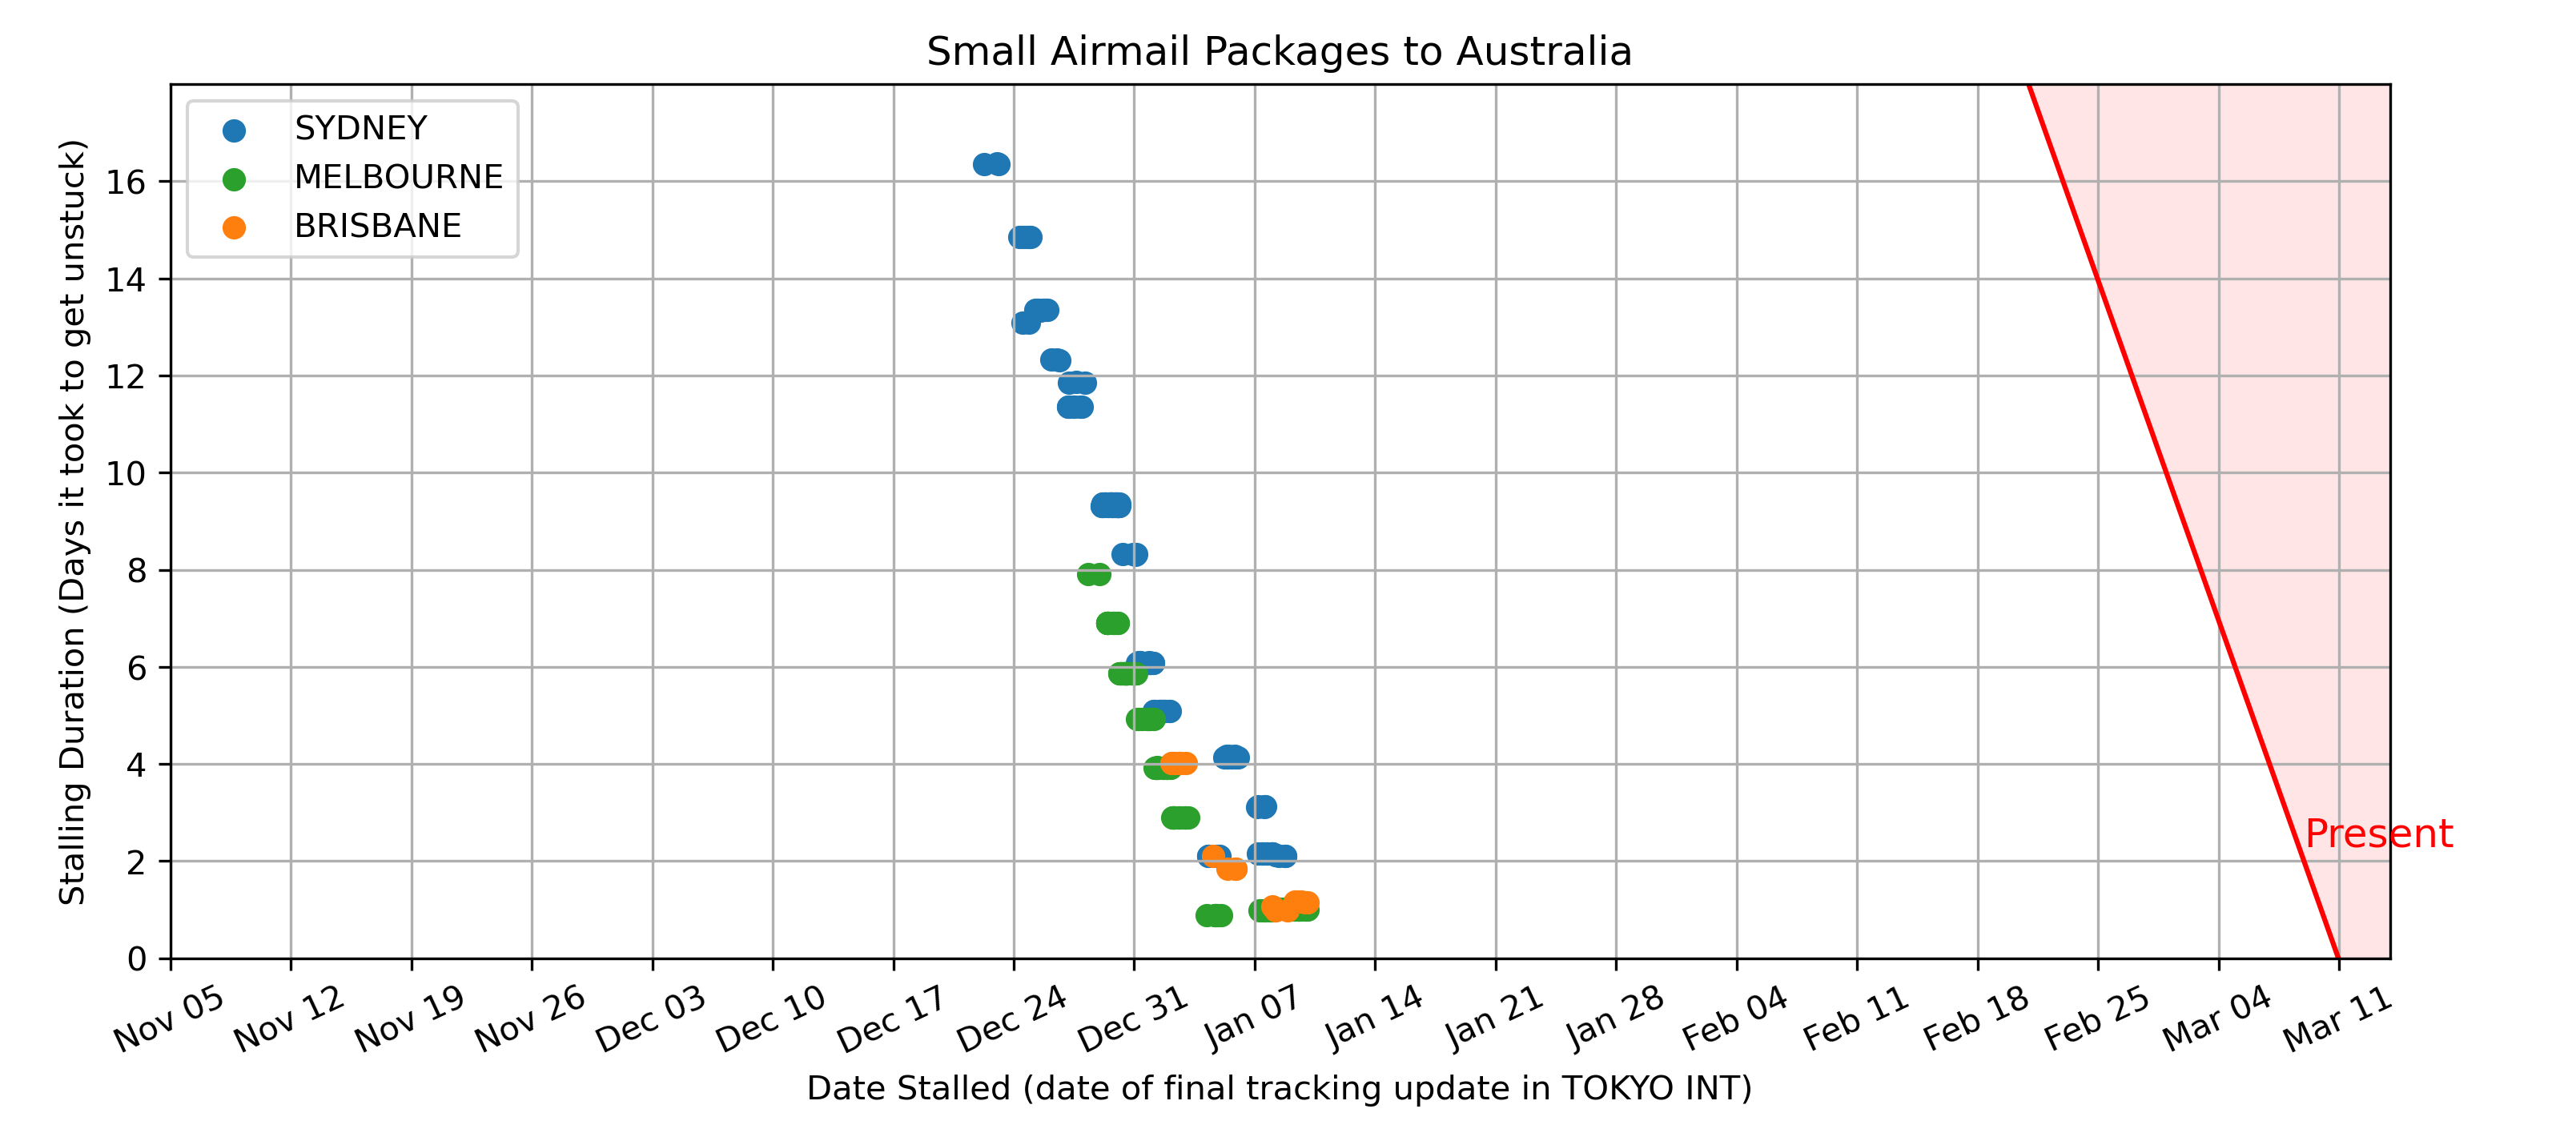 Small Airmail Packages to Australia
SYDNEY
MELBOURNE
BRISBANE
Stalling Duration (Days it took to get unstuck)
16
14
12
10
8
6
4
2
0
Present
Nov 05 Nov 12 Nov 19 Nov 26 Dec 03 Dec 10 Dec 17 Dec 24 Dec 31 Jan 07 Jan 14 Jan 21 Jan 28 Feb 04 Feb 11 Feb 18 Feb 25 Mar 04 Mar 11
Date Stalled (date of final tracking update in TOKYO INT)